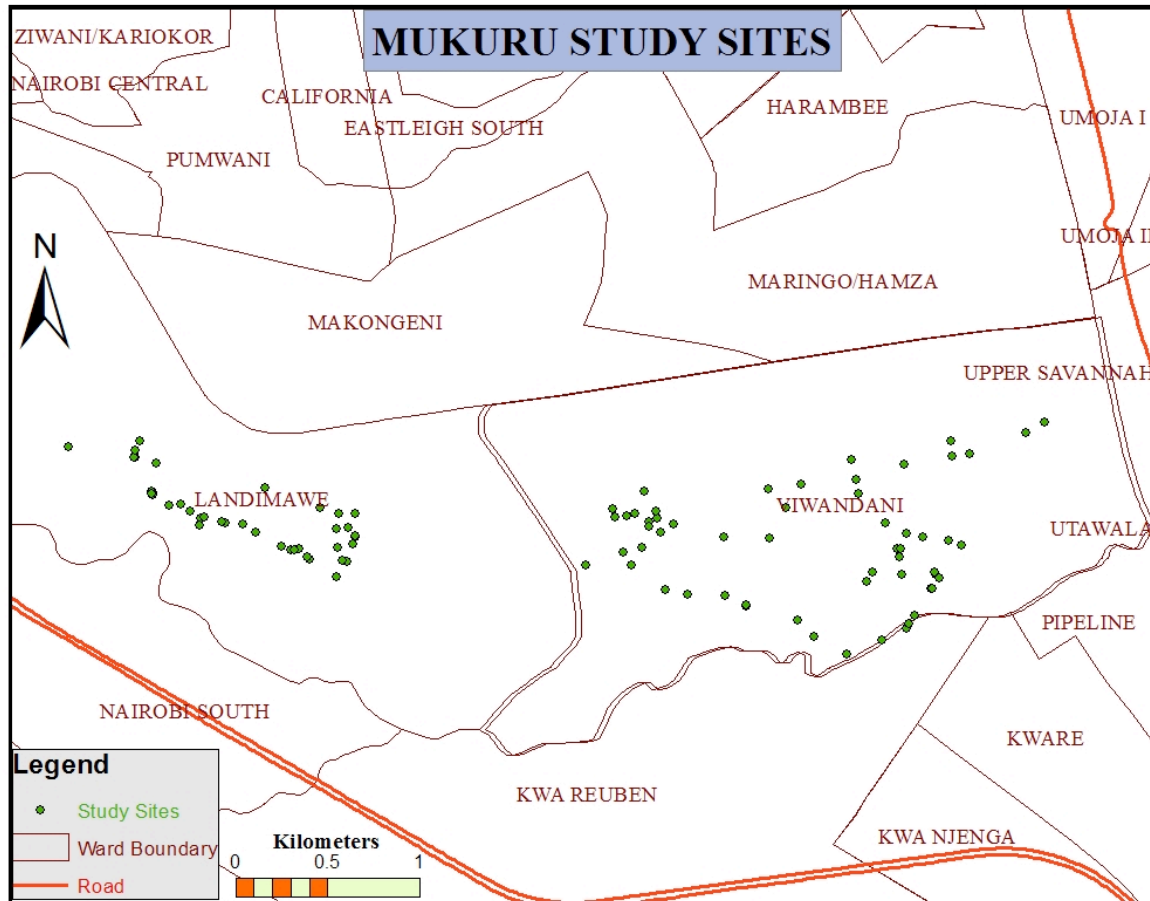 MUKURU STUDY SITES
ZIWANI/KARIOKOR
NAIROBI CENTRAL
CALIFORNIA
HARAMBEE
UMOJA I
EASTLEIGH SOUTH
PUMWANI
N
UMOJA II
MARINGO/HAMZA
MAKONGENI
UPPER SAVANNAH
LANDIMAWE
VIWANDANI
UTAWALA
PIPELINE
NAIROBI SOUTH
KWARE
KWA REUBEN
KWA NJENGA
Legend
Study Sites
Ward Boundary
Road
Kilometers
0 0.5 1